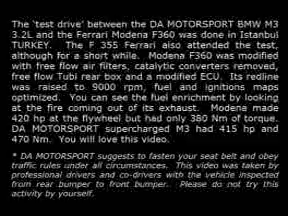 The `test drive' between the DA MOTORSPORT BMW M3
3.2L and the Ferrari Modena F360 was done in Istanbul
TURKEY. The F 355 Ferrari also attended the test,
although for a short while. Modena F360 was modified
with free flow air filters, catalytic converters removed,
free flow Tubi rear box and a modified ECU. Its redline
was raised to 9000 rpm, fuel and ignitions maps
optimized. You can see the fuel enrichment by looking
at the fire coming out of its exhaust. Modena made
420 hp at the flywheel but had only 380 Nm of torque.
DA MOTORSPORT supercharged M3 had 415 hp and
470 Nm. You will love this video.
* DA MOTORSPORT suggests to fasten your seat belt and obey
traffic rules under all circumstances. This video was taken by
professional drivers and co-drivers with the vehicle inspected
from rear bumper to front bumper. Please do not try this
activity by yourself.